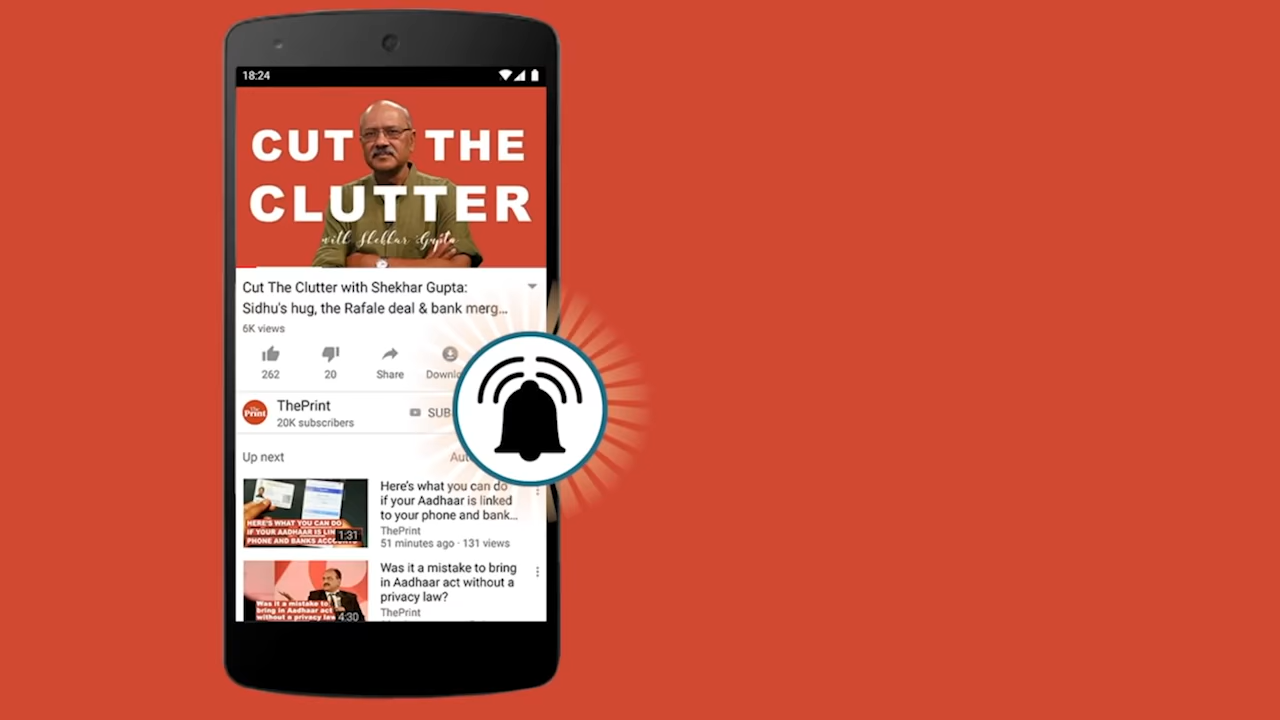 18:24
CUT THE
CLUTTER
with Shekhar Gupta
Cut The Clutter with Shekhar Gupta:
Sidhu's hug, the Rafale deal & bank merg...
6K views
262
20
Share
Downlo
The
Print
ThePrint
SUB
20K subscribers
Up next
Au
Here's what you can do
if your Aadhaar is linked
to your phone and bank...
ThePrint
51 minutes ago · 131 views
HERE'S WHAT YOU CAN DO
IF YOUR AADHAAR IS LIN
PHONE AND BANKS ACCOUNTS
1:31
Was it a mistake to bring
in Aadhaar act without a
privacy law?
ThePrint
Was it a mistake to
bring in Aadhaar act
without a privacy law
4:30